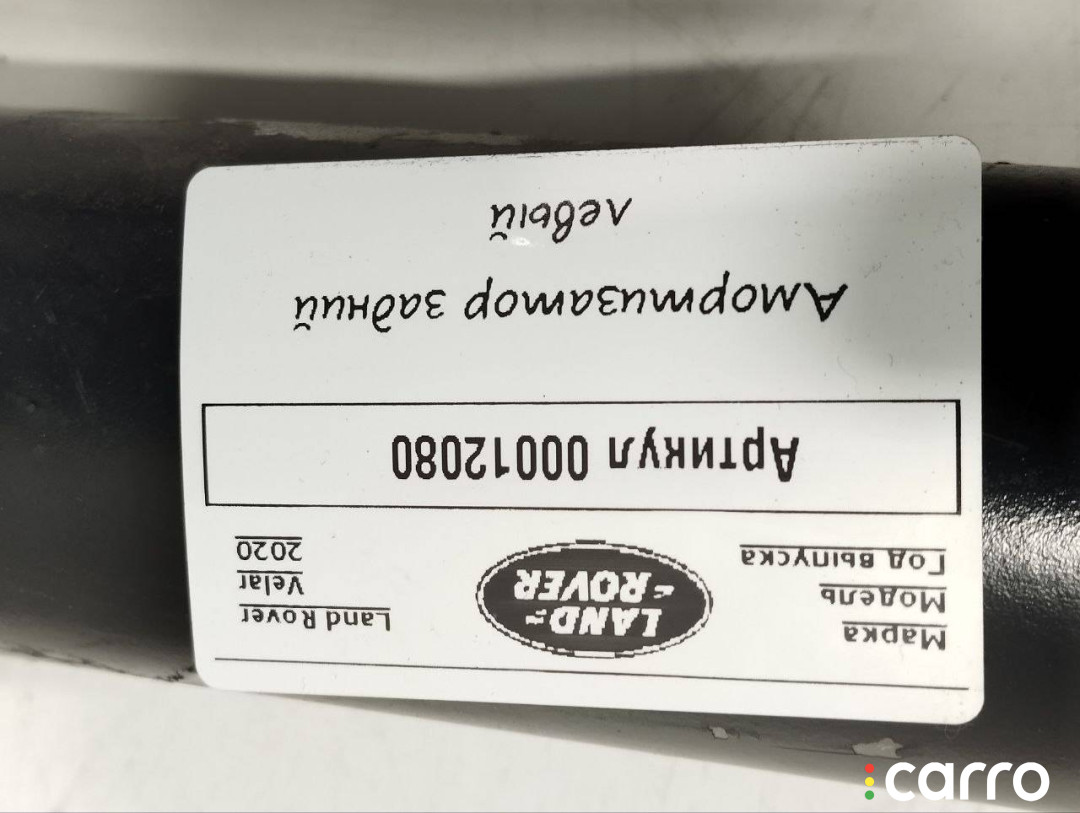 Марка Land Rover
Модель Velar
Год выпуска 2020
LAND-
-ROVER
Артикул 00012080
Амортизатор задний
левый
carro